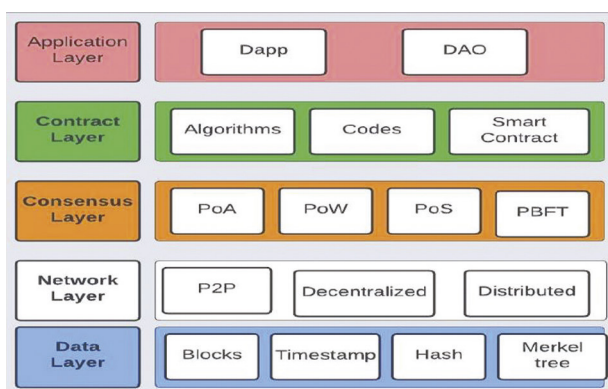 Application
Layer
Dapp
DAO
Contract
Layer
Algorithms
Codes
Smart
Contract
Consensus
Layer
PoA
PoW
PoS
PBFT
Network
Layer
P2P
Decentralized
Distributed
Data
Layer
Blocks
Timestamp
Hash
Merkel
tree